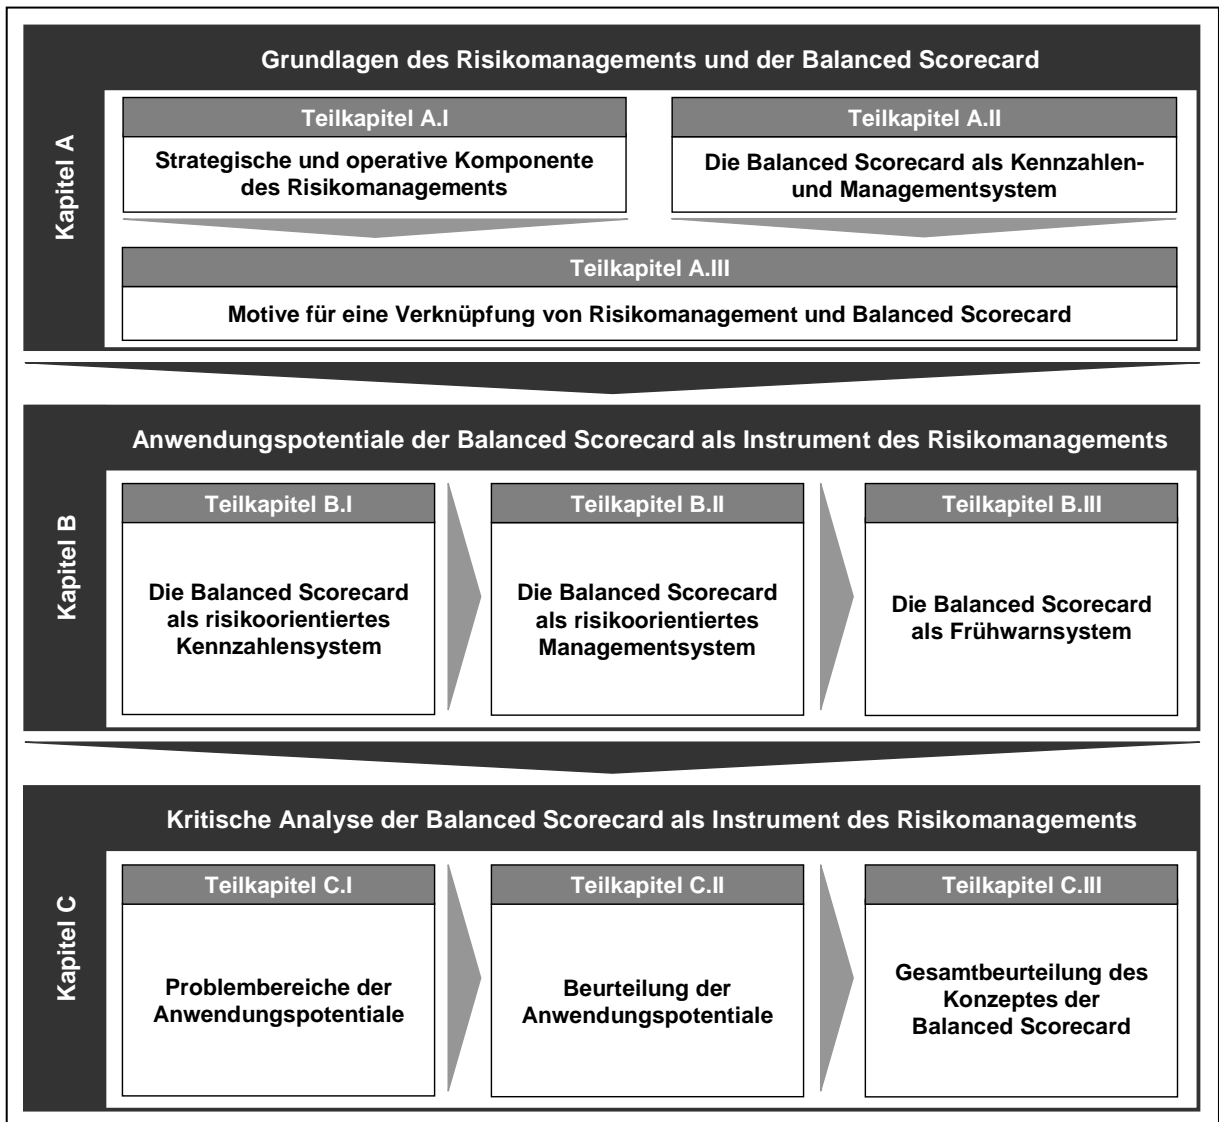 Kapitel A
Grundlagen des Risikomanagements und der Balanced Scorecard
Teilkapitel A.I
Strategische und operative Komponente
des Risikomanagements
Teilkapitel A.II
Die Balanced Scorecard als Kennzahlen-
und Managementsystem
Teilkapitel A.III
Motive für eine Verknüpfung von Risikomanagement und Balanced Scorecard
Kapitel B
Anwendungspotentiale der Balanced Scorecard als Instrument des Risikomanagements
Teilkapitel B.I
Die Balanced Scorecard
als risikoorientiertes
Kennzahlensystem
Teilkapitel B.II
Die Balanced Scorecard
als risikoorientiertes
Managementsystem
Teilkapitel B.III
Die Balanced Scorecard
als Frühwarnsystem
Kapitel C
Kritische Analyse der Balanced Scorecard als Instrument des Risikomanagements
Teilkapitel C.I
Problembereiche der
Anwendungspotentiale
Teilkapitel C.II
Beurteilung der
Anwendungspotentiale
Teilkapitel C.III
Gesamtbeurteilung des
Konzeptes der
Balanced Scorecard